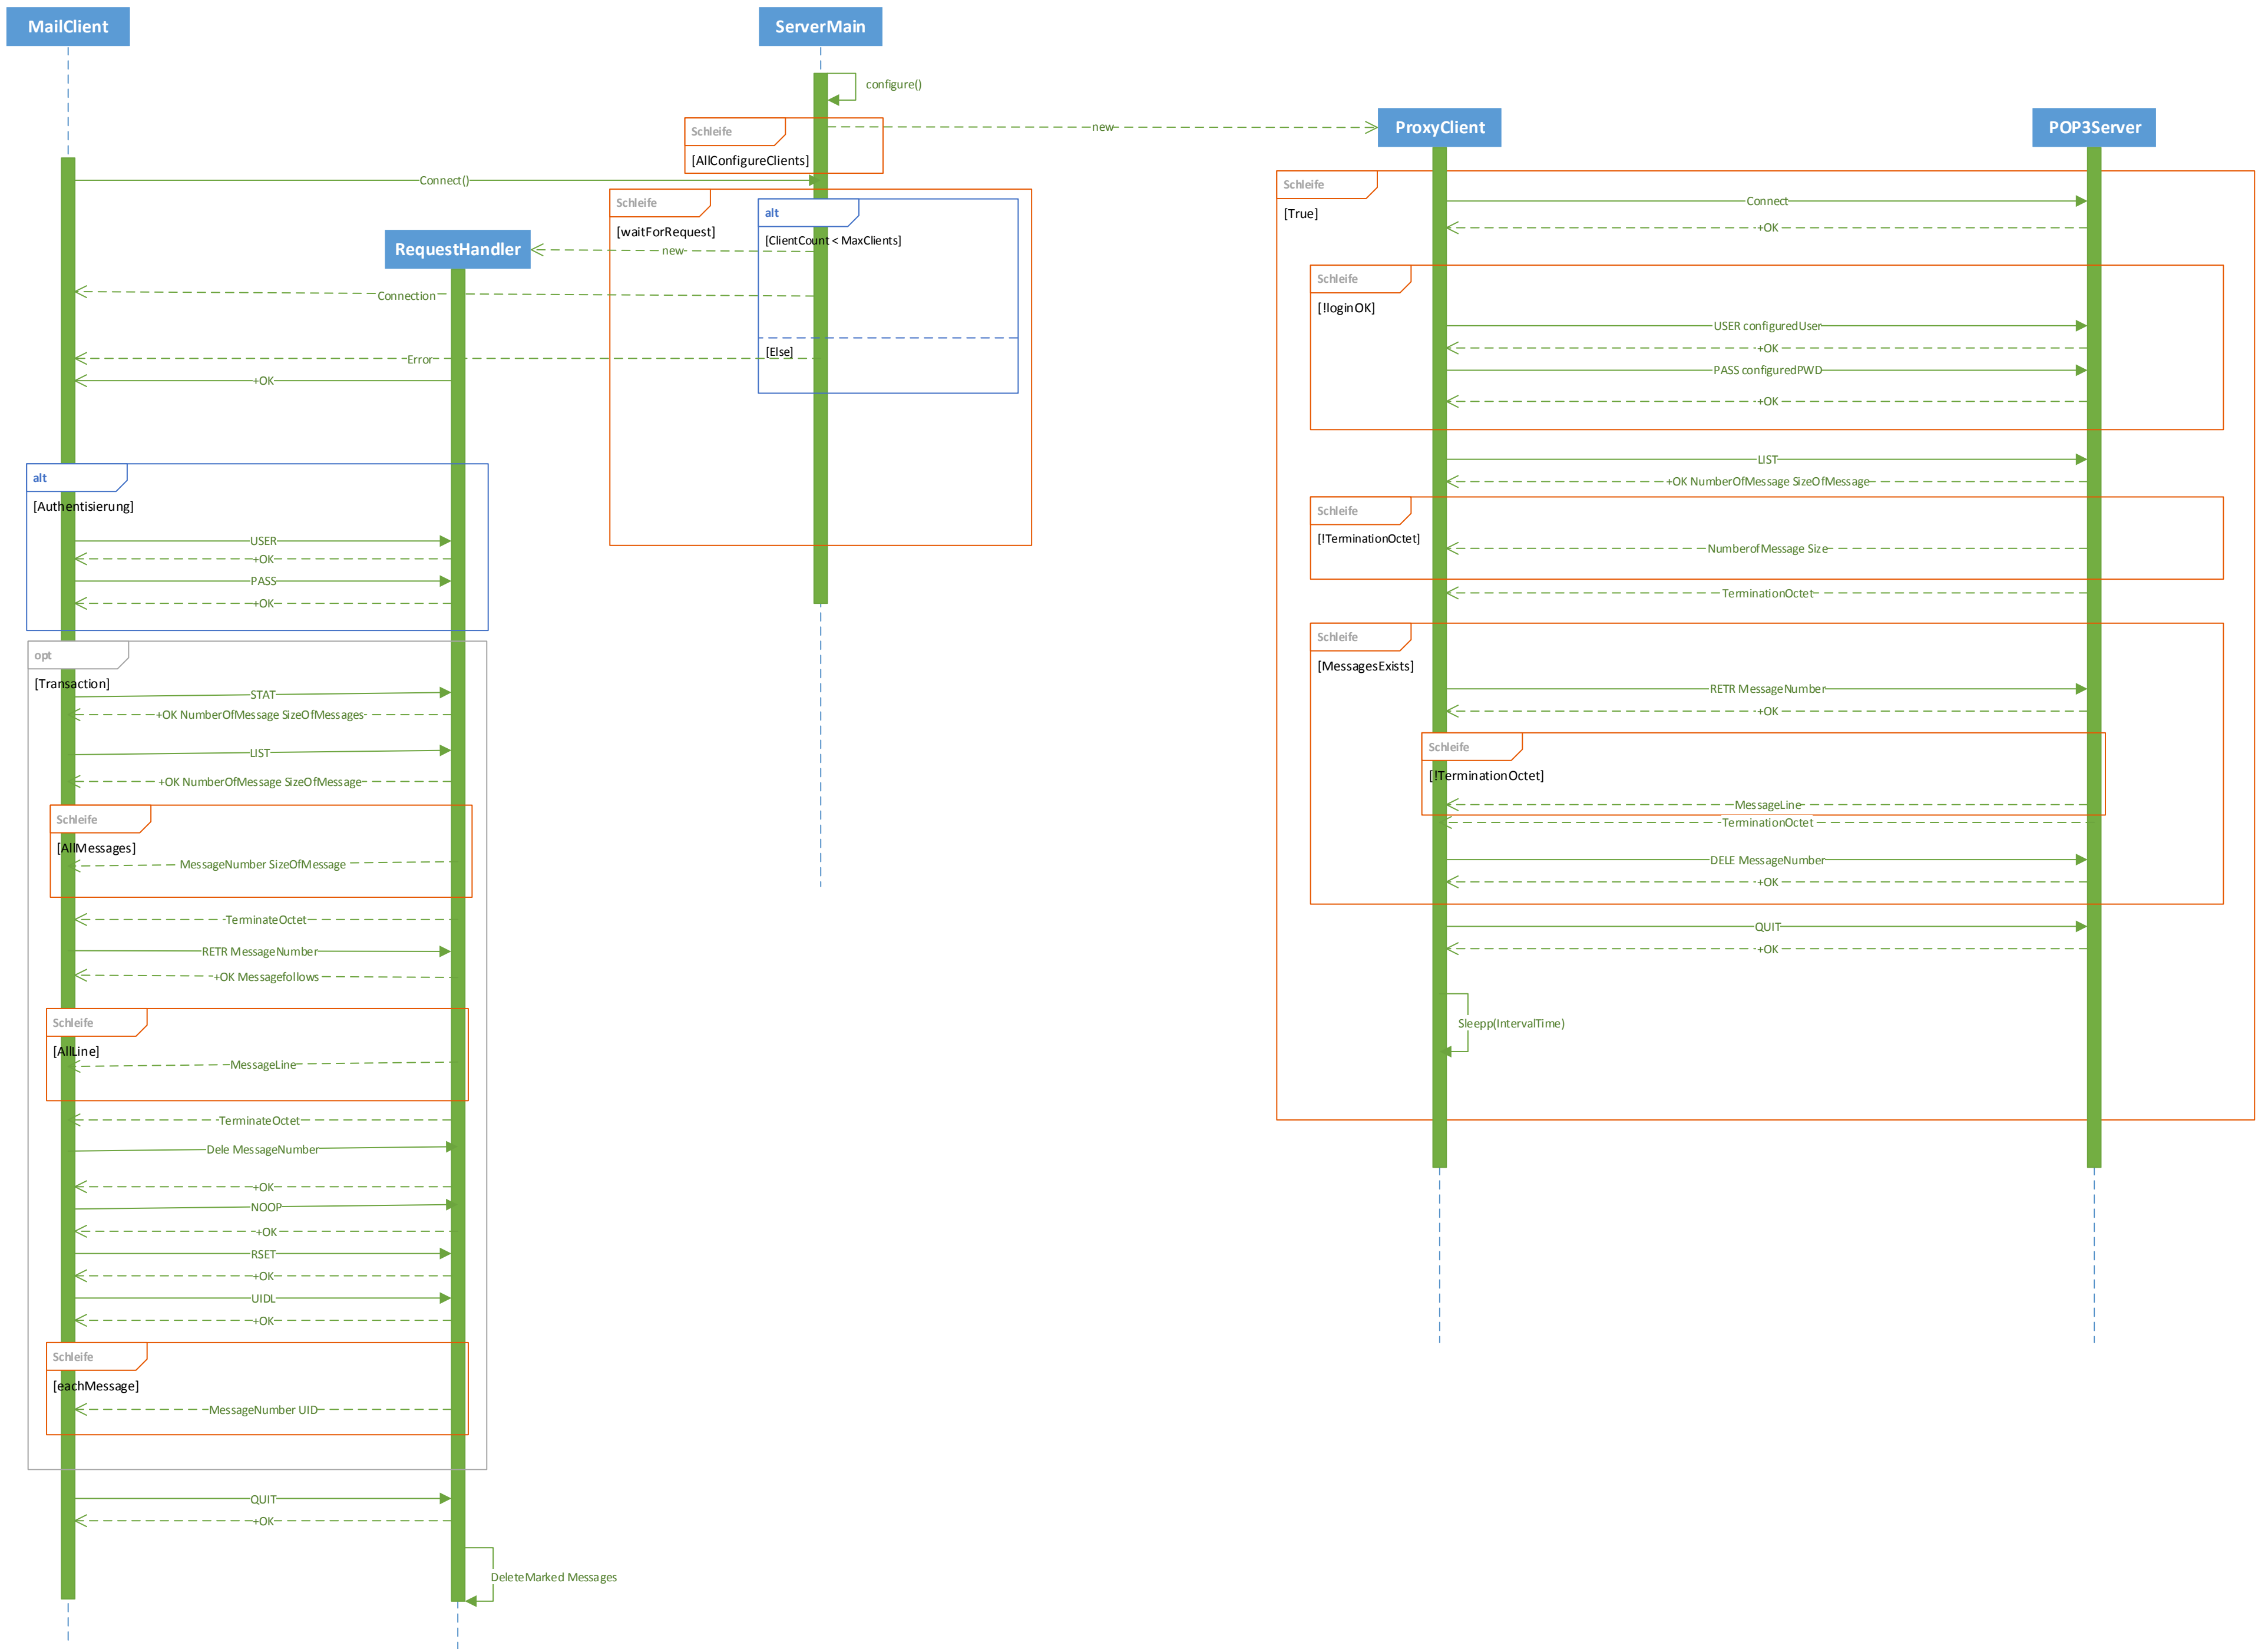 MailClient
ServerMain
configure()
Schleife
[AllConfigureClients]
new
ProxyClient
POP3Server
Connect()
Schleife
[waitForRequest]
alt
[ClientCount < MaxClients]
RequestHandler
new
Connection
[Else]
Error
+OK
alt
[Authentisierung]
USER
+OK
PASS
+OK
opt
[Transaction]
STAT
+OK NumberOfMessage SizeOfMessages
LIST
+OK NumberOfMessage SizeOfMessage
Schleife
[AllMessages]
MessageNumber SizeOfMessage
TerminateOctet
RETR MessageNumber
+OK Messagefollows
Schleife
[AllLine]
MessageLine
TerminateOctet
Dele MessageNumber
+OK
NOOP
+OK
RSET
+OK
UIDL
+OK
Schleife
[eachMessage]
MessageNumber UID
QUIT
+OK
DeleteMarked Messages
Schleife
[True]
Connect
+OK
Schleife
[!loginOK]
USER configuredUser
+OK
PASS configuredPWD
+OK
LIST
+OK NumberOfMessage SizeOfMessage
Schleife
[!TerminationOctet]
NumberofMessage Size
TerminationOctet
Schleife
[MessagesExists]
RETR MessageNumber
+OK
Schleife
[!TerminationOctet]
MessageLine
TerminationOctet
DELE MessageNumber
+OK
QUIT
+OK
Sleepp(IntervalTime)